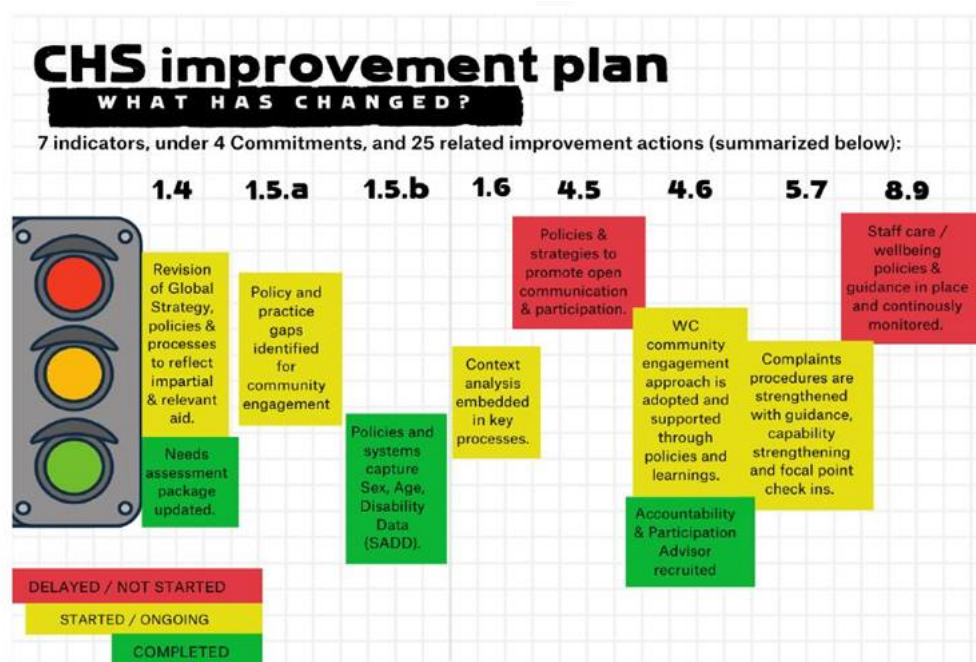 CHS improvement plan
WHAT HAS CHANGED?
7 indicators, under 4 Commitments, and 25 related improvement actions (summarized below):
1.4
1.5.a
1.5.b
1.6
4.5
4.6
5.7
8.9
Revision
of Global
Strategy,
policies &
processes
to reflect
impartial
& relevant
aid.
Needs
assessment
package
updated.
Policy and
practice
gaps
identified
for
community
engagement
Policies and
systems
capture
Sex, Age,
Disability
Data
(SADD).
Context
analysis
embedded
in key
processes.
Policies &
strategies to
promote open
communication
& participation.
WC
community
engagement
approach is
adopted and
supported
through
policies and
learnings.
Accountability
& Participation
Advisor
recruited
Complaints
procedures are
strengthened
with guidance,
capability
strengthening
and focal point
check ins.
Staff care /
wellbeing
policies &
guidance in place
and continously
monitored.
DELAYED / NOT STARTED
STARTED / ONGOING
COMPLETED